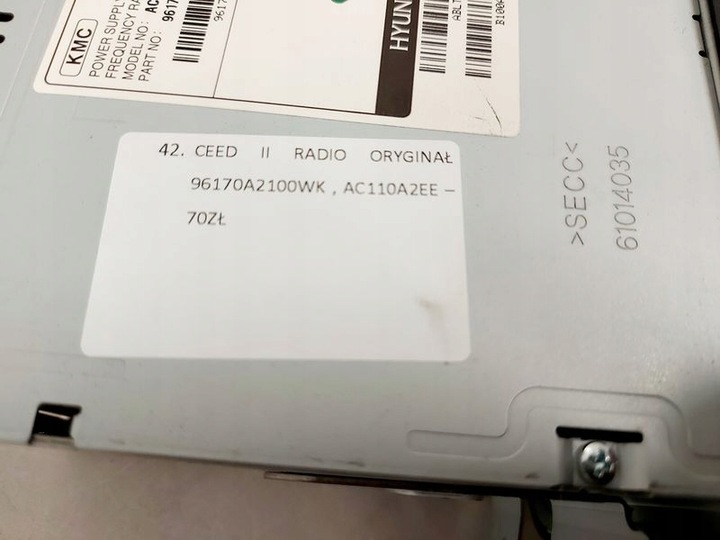 KMC
POWER SUPPLY
FREQUENCY RA
MODEL NO: AC
PART NO: 9617
HYUN
42. CEED II RADIO ORYGINAŁ
96170A2100WK , AC110A2EE –
70ZŁ
>SECC<
61014035